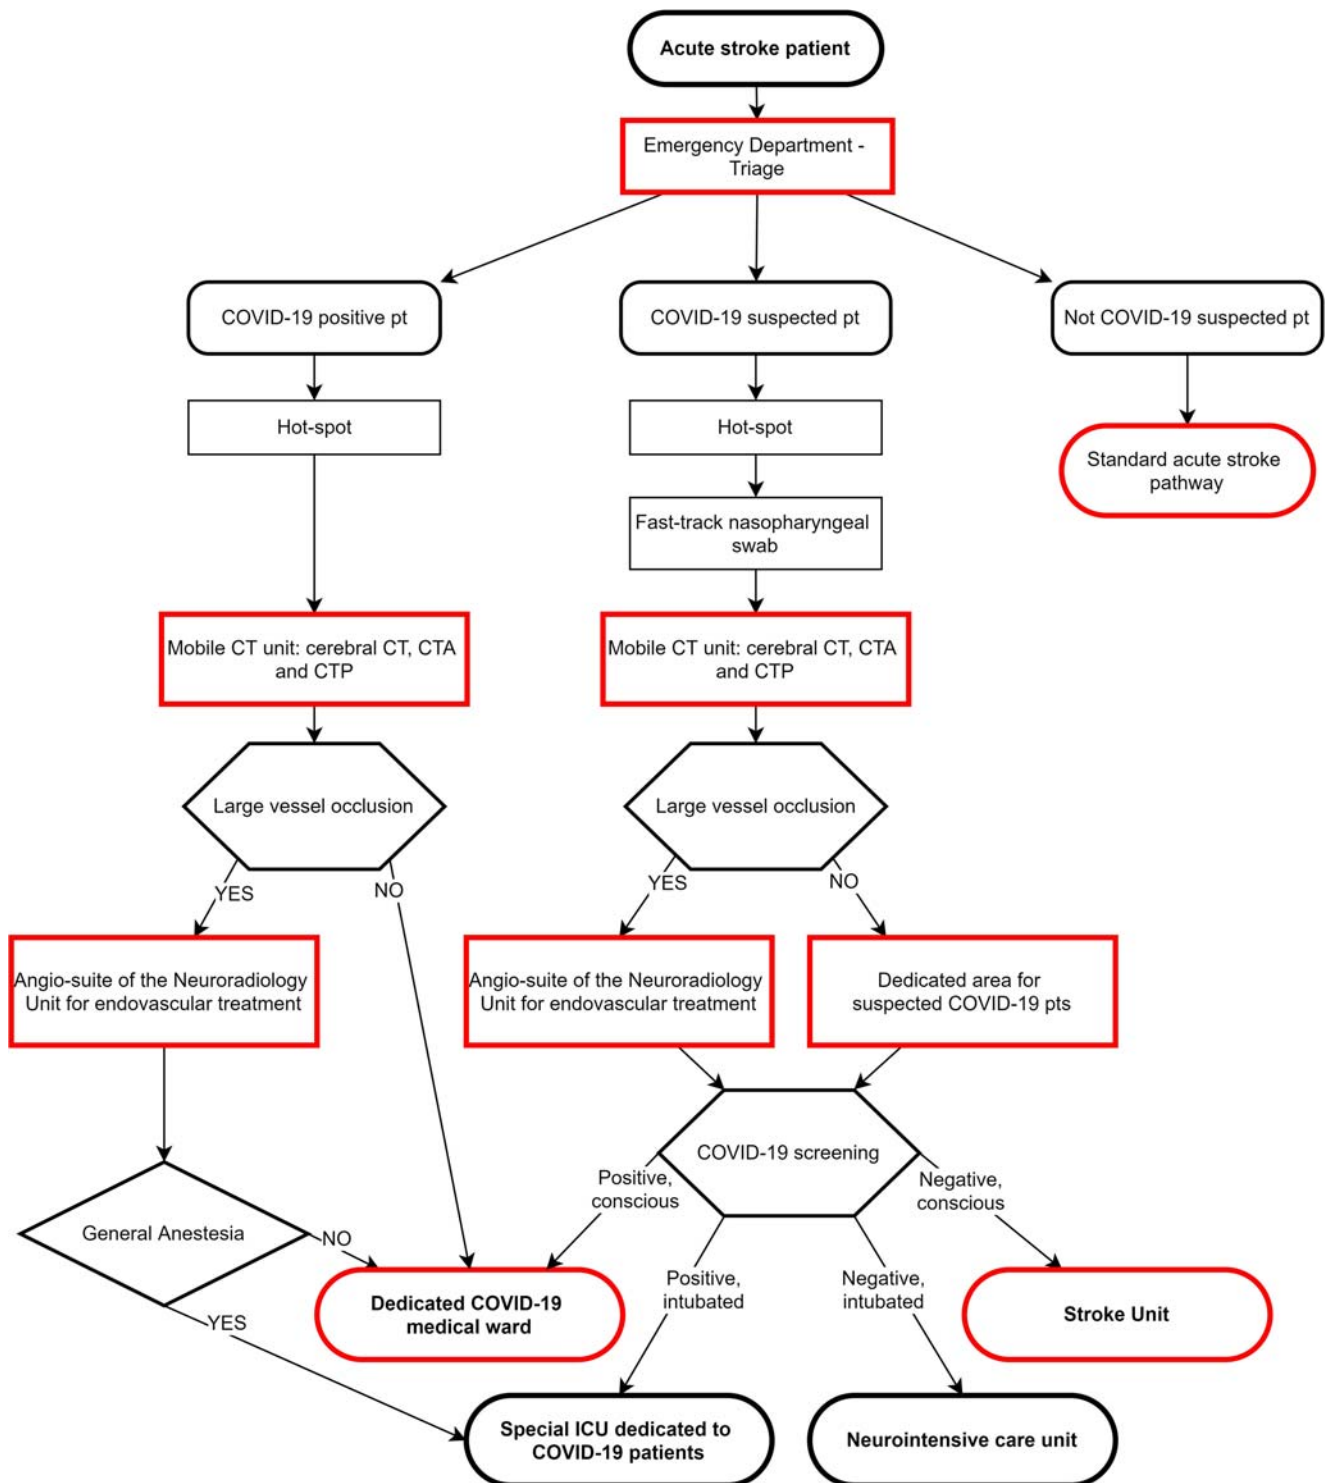 Acute stroke patient
Emergency Department -
Triage
COVID-19 positive pt
COVID-19 suspected pt
Not COVID-19 suspected pt
Hot-spot
Hot-spot
Standard acute stroke
pathway
Fast-track nasopharyngeal
swab
Mobile CT unit: cerebral CT, CTA
and CTP
Mobile CT unit: cerebral CT, CTA
and CTP
Large vessel occlusion
Large vessel occlusion
YES
NO
YES
NO
Angio-suite of the Neuroradiology
Unit for endovascular treatment
Angio-suite of the Neuroradiology
Unit for endovascular treatment
Dedicated area for
suspected COVID-19 pts
COVID-19 screening
Positive,
conscious
Negative,
conscious
General Anestesia
NO
Positive,
intubated
Negative,
intubated
Dedicated COVID-19
medical ward
Stroke Unit
YES
Special ICU dedicated to
COVID-19 patients
Neurointensive care unit